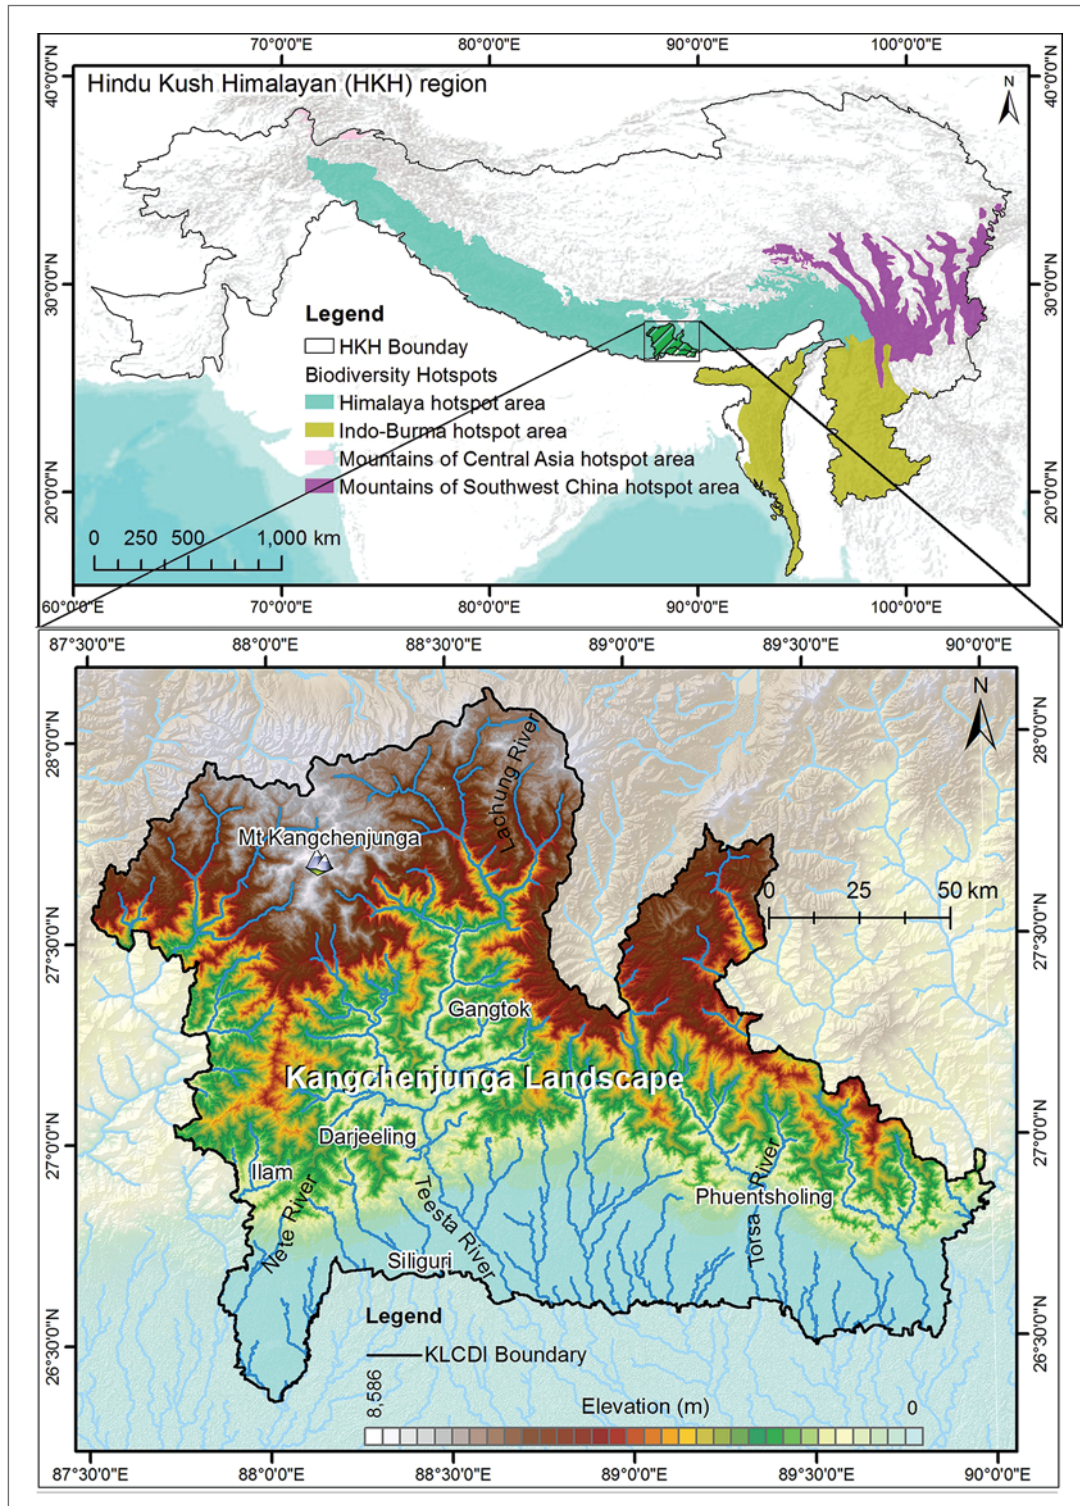 70°0'0"E 80°0'0"E 90°0'0"E 100°0'0"E
40°0'0"N
40°0'0"N
Hindu Kush Himalayan (HKH) region
N
30°0'0"N
30°0'0"N
Legend
HKH Bounday
Biodiversity Hotspots
Himalaya hotspot area
Indo-Burma hotspot area
Mountains of Central Asia hotspot area
Mountains of Southwest China hotspot area
20°0'0"N
20°0'0"N
0 250 500 1,000 km
60°0'0"E 70°0'0"E 80°0'0"E 90°0'0"E 100°0'0"E
87°30'0"E 88°0'0"E 88°30'0"E 89°0'0"E 89°30'0"E 90°0'0"E
N
28°0'0"N
28°0'0"N
Lachung River
Mt Kangchenjunga
0 25 50 km
27°30'0"N
27°30'0"N
Gangtok
Kangchenjunga Landscape
27°0'0"N
27°0'0"N
Darjeeling
Ilam
Phuentsholing
Nete River
Teesta River
Torsa River
Siliguri
26°30'0"N
26°30'0"N
Legend
KLCDI Boundary
8,586
Elevation (m)
0
87°30'0"E 88°0'0"E 88°30'0"E 89°0'0"E 89°30'0"E 90°0'0"E